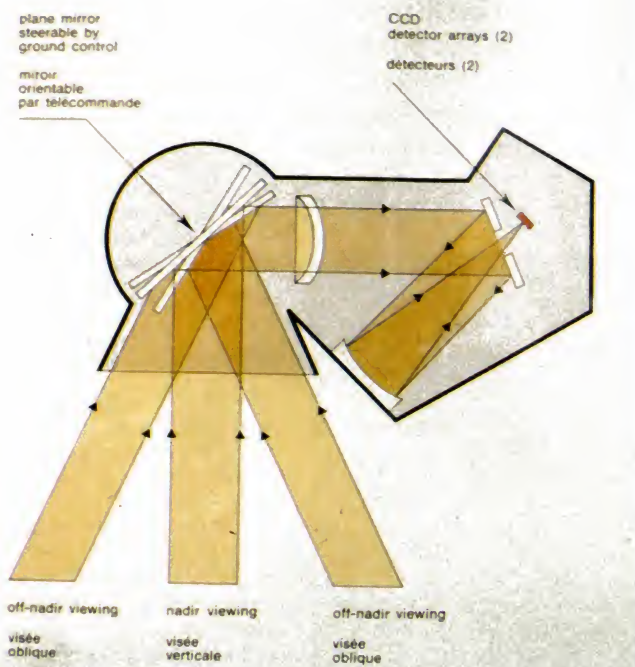 plane mirror
steerable by
ground control
miroir
orientable
par télécommande
CCD
detector arrays (2)
détecteurs (2)
off-nadir viewing
visée
oblique
nadir viewing
visée
verticale
off-nadir viewing
visée
oblique